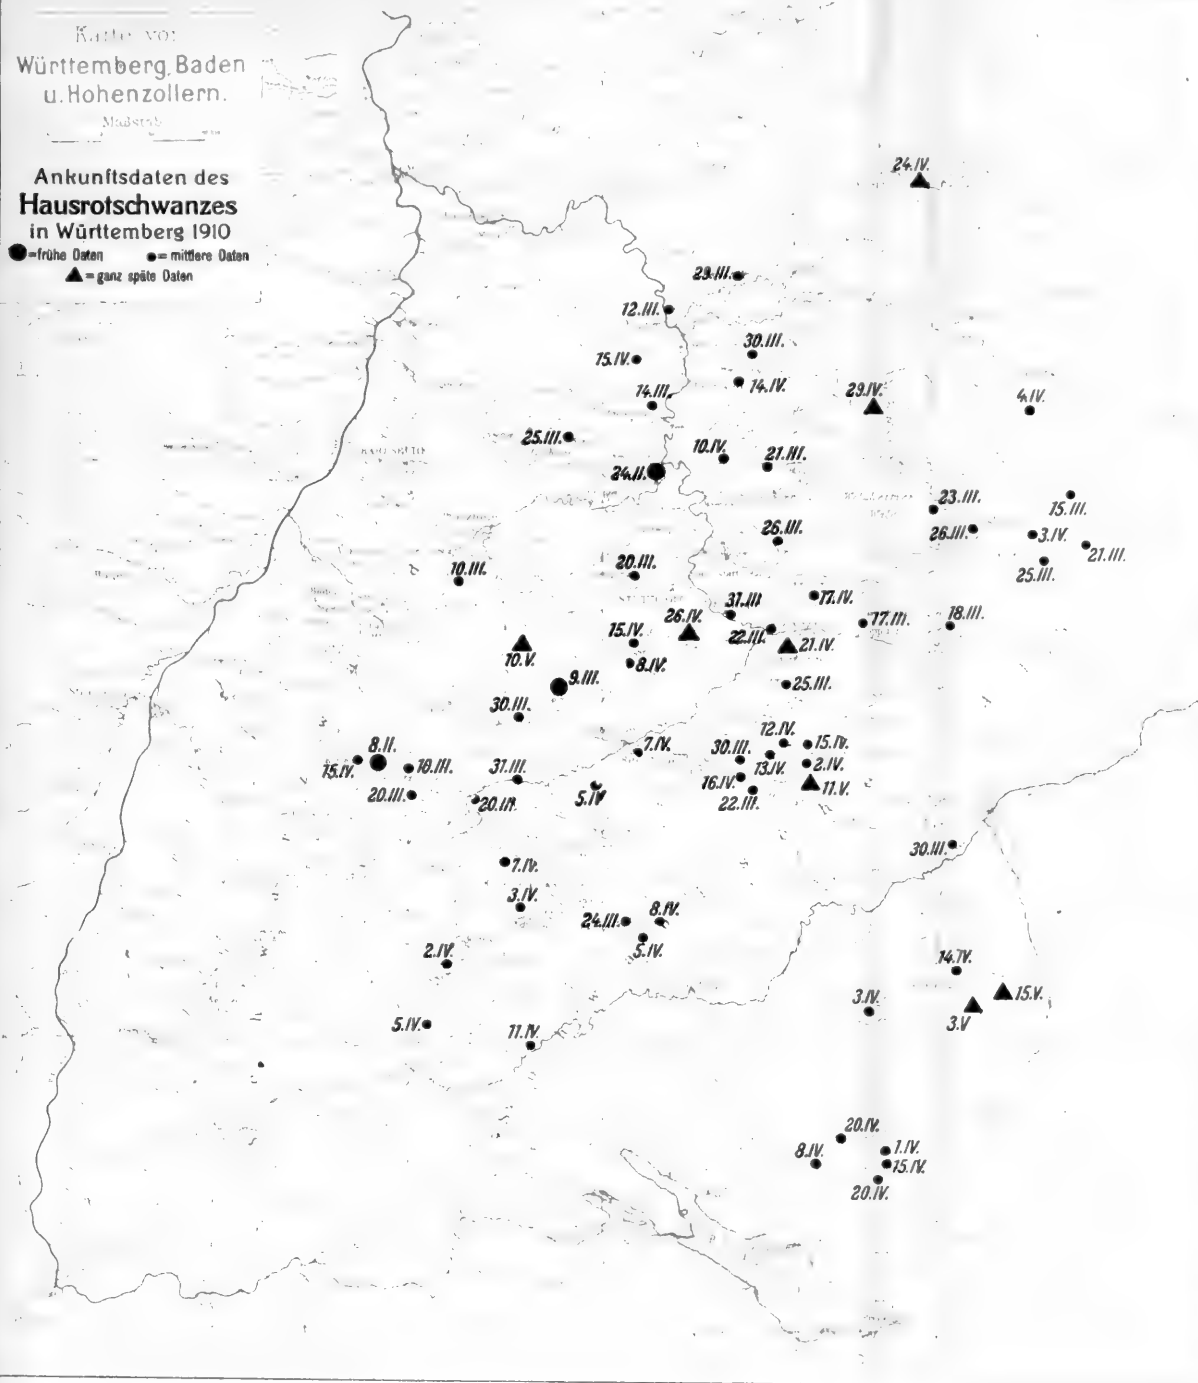 Karte von
Württemberg, Baden
u. Hohenzollern.
Maßstab
Ankunftsdaten des
Hausrotschwanzes
in Württemberg 1910
=frühe Daten
= mittlere Daten
= ganz späte Daten
24.IV.
29.III.
12.III.
30.III.
15.IV.
14.IV.
14.III.
29.IV.
4.IV.
25.III.
10.IV.
21.III.
24.II.
23.III.
15.III.
26.III.
26.III.
3.IV.
21.III.
25.III.
10.III.
20.III.
31.III
17.IV.
26.IV.
22.III.
17.III.
18.III.
15.IV.
21.IV.
10.V.
8.IV.
9.III.
25.III.
30.III.
12.IV.
15.IV.
8.II.
7.IV.
30.III.
13.IV.
2.IV.
15.IV.
18.III.
31.III.
16.IV.
11.V.
20.III.
20.III
5.IV
22.III.
30.III.
7.IV.
3.IV.
24.III.
8.IV.
5.IV.
2.IV.
14.IV.
15.V.
3.IV.
3.V
5.IV.
11.IV.
20.IV.
8.IV.
1.IV.
15.IV.
20.IV.